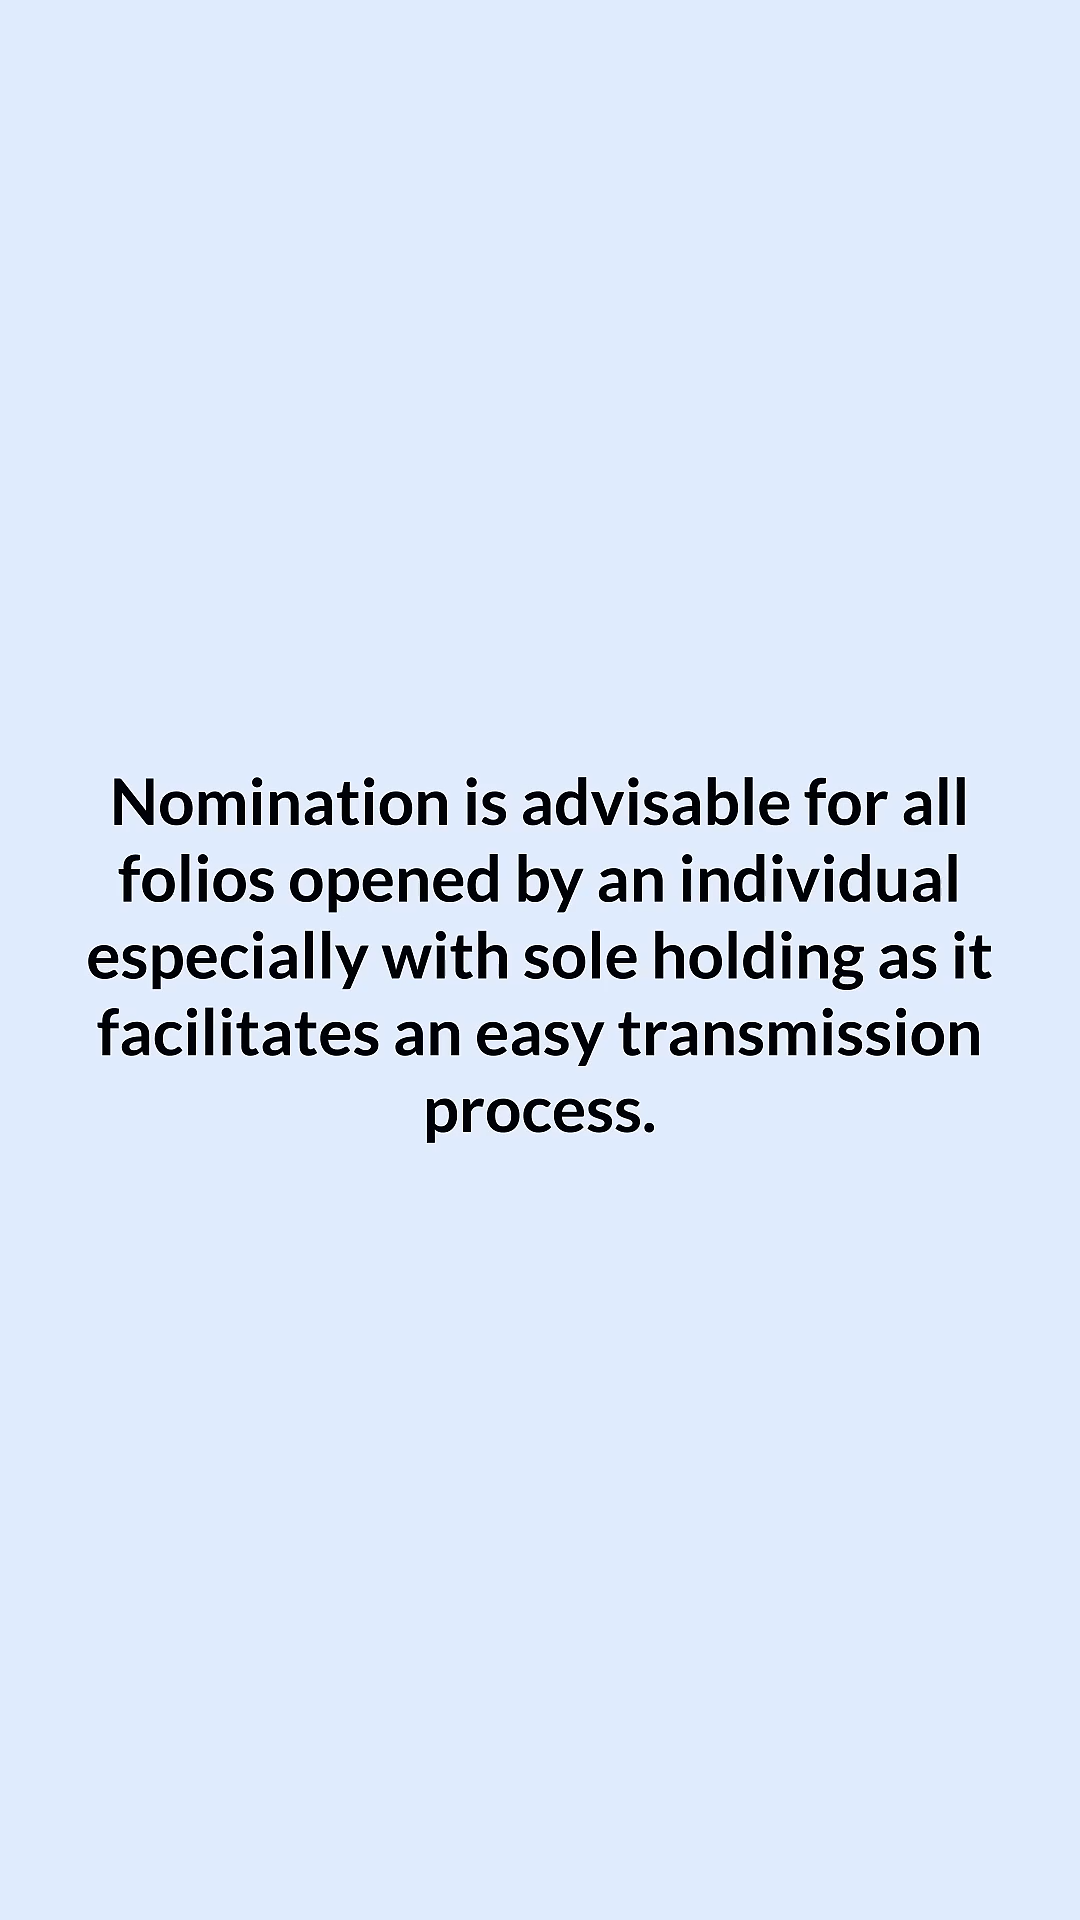 Nomination is advisable for all
folios opened by an individual
especially with sole holding as it
facilitates an easy transmission
process.